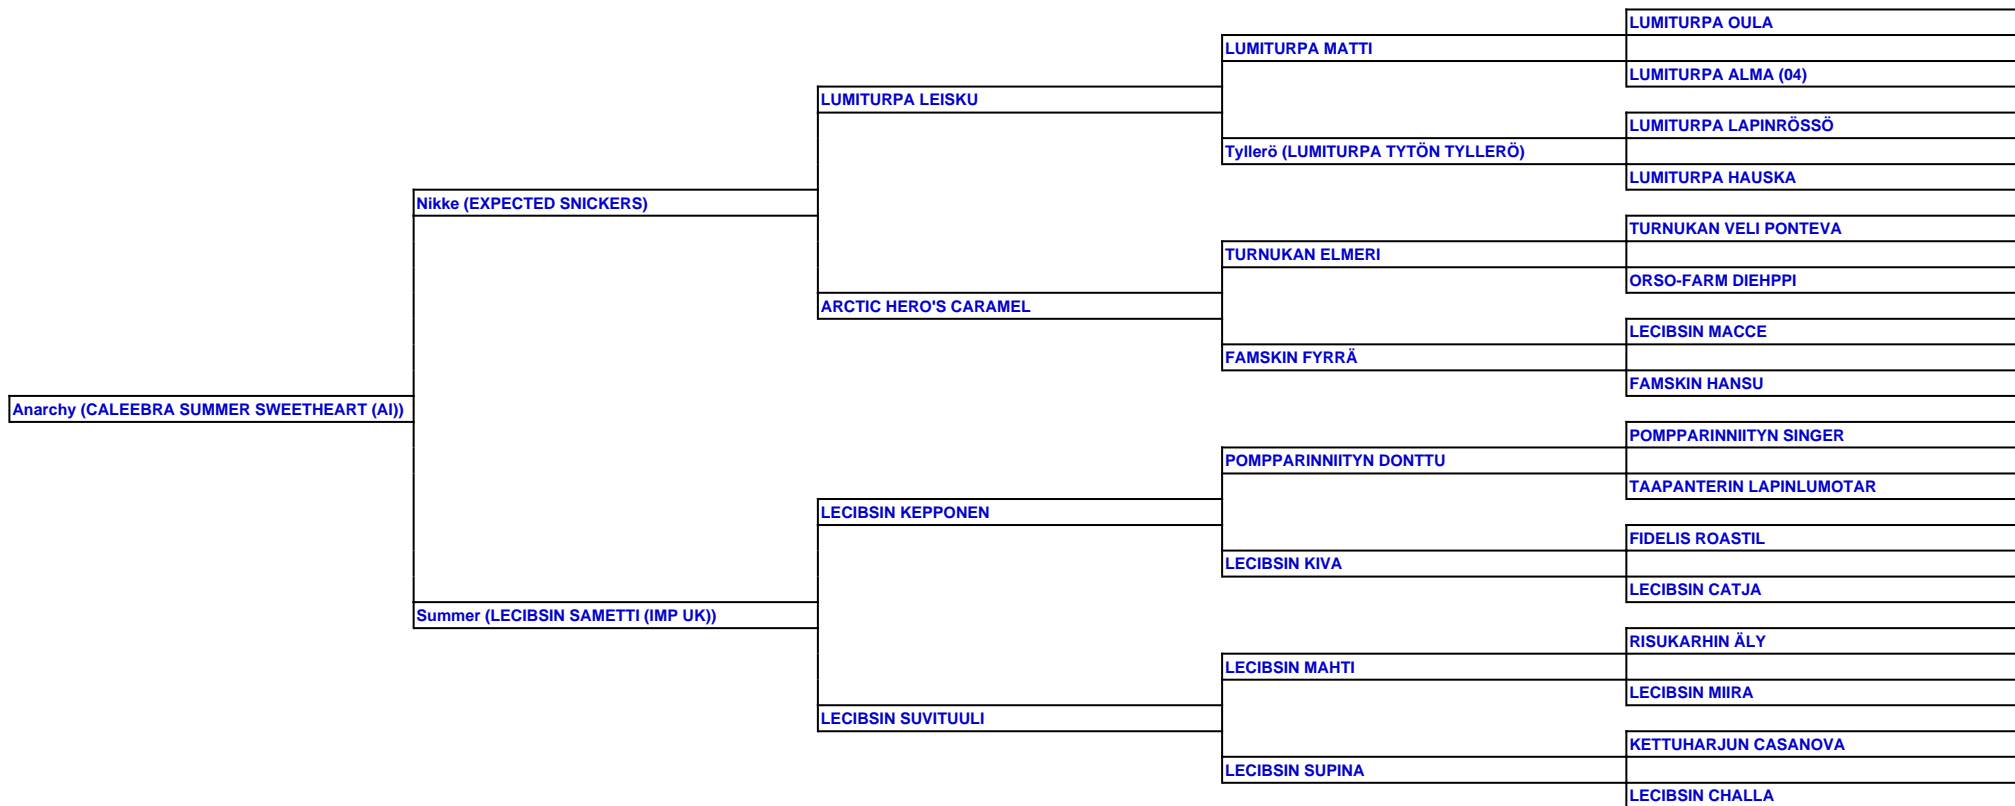 LUMITURPA OULA
LUMITURPA MATTI
LUMITURPA ALMA (04)
LUMITURPA LEISKU
LUMITURPA LAPINRÖSSÖ
Tyllerö (LUMITURPA TYTÖN TYLLERÖ)
LUMITURPA HAUSKA
Nikke (EXPECTED SNICKERS)
TURNUKAN VELI PONTEVA
TURNUKAN ELMERI
ORSO-FARM DIEHPPI
ARCTIC HERO'S CARAMEL
LECIBSIN MACCE
FAMSKIN FYRRÄ
FAMSKIN HANSU
Anarchy (CALEEBRA SUMMER SWEETHEART (AI))
POMPPARINNIITYN SINGER
POMPPARINNIITYN DONTTU
TAAPANTERIN LAPINLUMOTAR
LECIBSIN KEPPONEN
FIDELIS ROASTIL
LECIBSIN KIVA
LECIBSIN CATJA
Summer (LECIBSIN SAMETTI (IMP UK))
RISUKARHIN ÄLY
LECIBSIN MAHTI
LECIBSIN MIIRA
LECIBSIN SUVITUULI
KETTUHARJUN CASANOVA
LECIBSIN SUPINA
LECIBSIN CHALLA